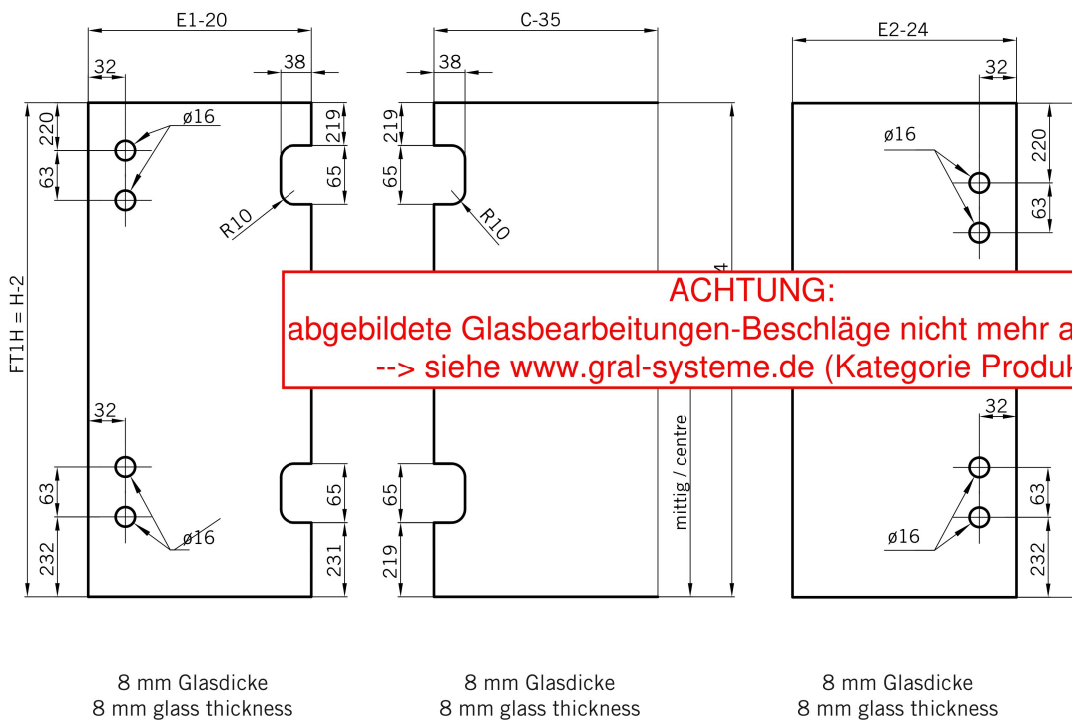 E1-20
C-35
E2-24
32
38
38
32
220
ø16
219
219
ø16
220
63
65
65
63
R10
R10
FT1H = H-2
4
ACHTUNG:
abgebildete Glasbearbeitungen-Beschläge nicht mehr a
--> siehe www.gral-systeme.de (Kategorie Produk
32
32
63
65
65
mittig / centre
63
ø16
ø16
232
231
219
232
8 mm Glasdicke
8 mm glass thickness
8 mm Glasdicke
8 mm glass thickness
8 mm Glasdicke
8 mm glass thickness